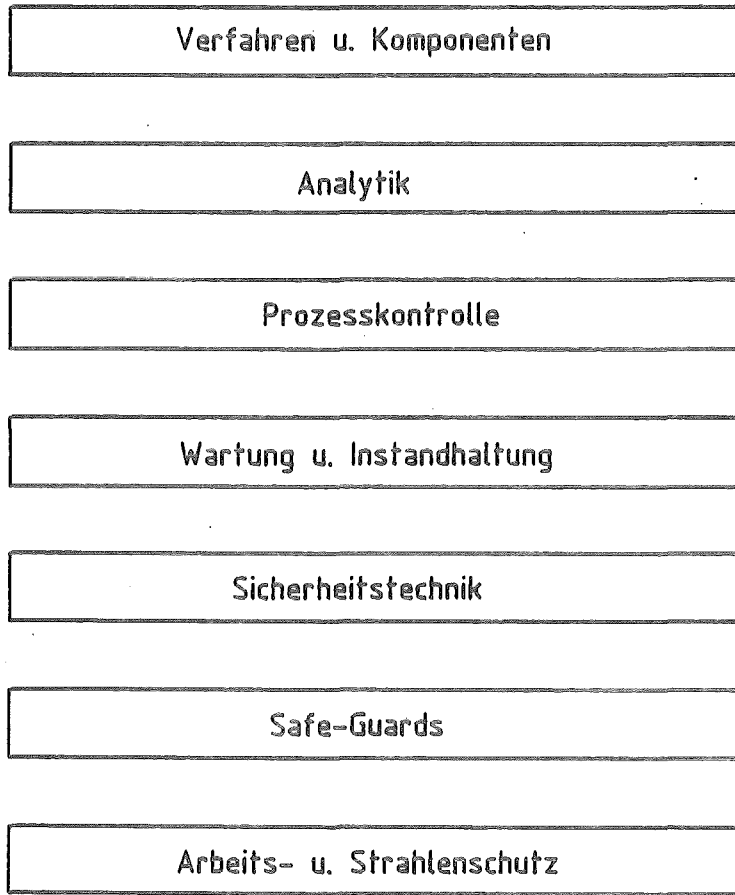 Verfahren u. Komponenten
Analytik
Prozesskontrolle
Wartung u. Instandhaltung
Sicherheitstechnik
Safe-Guards
Arbeits- u. Strahlenschutz